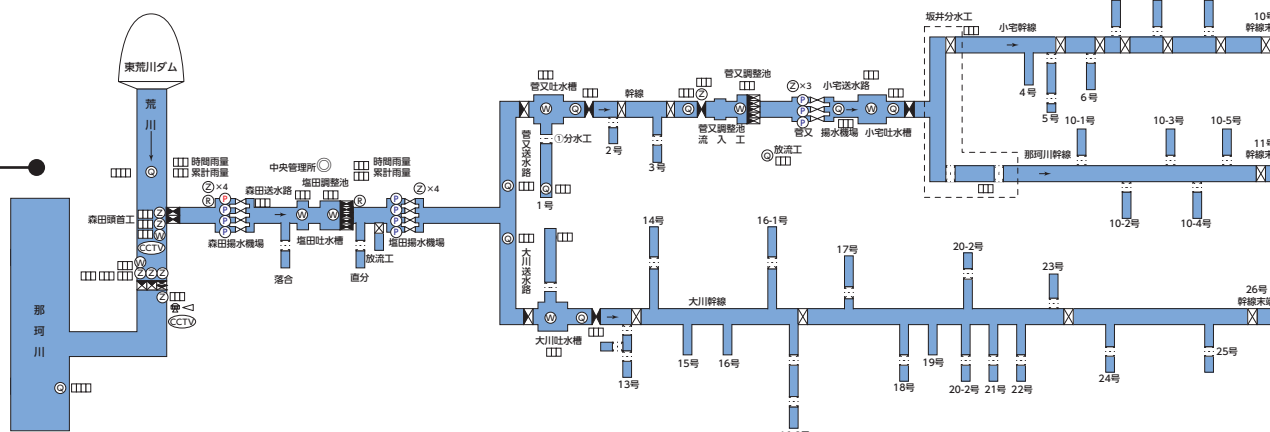 東荒川ダム
荒川
Q
時間雨量
累計雨量
Z×4
R
P
P
P
P
森田頭首工
Z
Z
W
CCTV
W
Z Z Z
Z
CCTV
那珂川
Q
森田揚水機場
森田送水路
中央管理所
塩田調整池
W
W
塩田吐水槽
落合
R
直分
放流工
時間雨量
累計雨量
Z×4
P
P
P
P
塩田揚水機場
菅又吐水槽
W
Q
菅又送水路
Q
①分水工
Q
1号
幹線
2号
3号
Q
Z
菅又調整池
W
菅又調整池
流入工
Z×3
P
P
P
菅又
揚水機場
小宅送水路
Q
W
Q
小宅吐水槽
放流工
Q
坂井分水工
小宅幹線
4号
5号
6号
10号
幹線末
那珂川幹線
10-1号
10-3号
10-5号
10-2号
10-4号
11号
幹線末
Q
大川送水路
W
Q
大川吐水槽
大川幹線
13号
14号
15号
16号
16-1号
17号
18号
19号
20-2号
20-2号
21号
22号
23号
24号
25号
26号
幹線末端